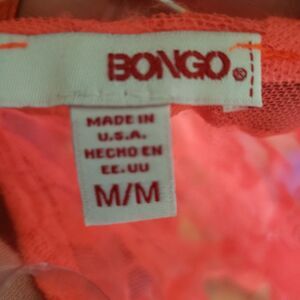 BONGO®
MADE IN
U.S.A.
HECHO EN
EE.UU
M/M